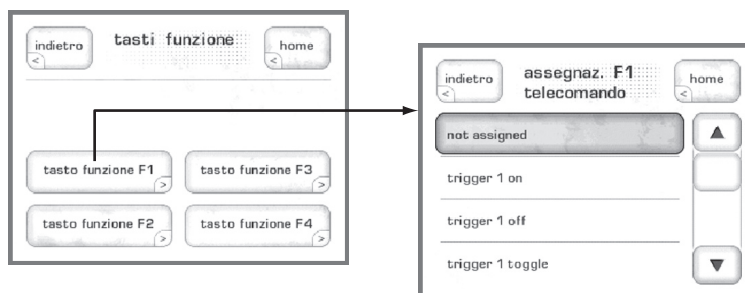 indietro
tasti funzione
home
tasto funzione F1
tasto funzione F3
tasto funzione F2
tasto funzione F4
indietro
assegnaz. F1
telecomando
home
not assigned
trigger 1 on
trigger 1 off
trigger 1 toggle